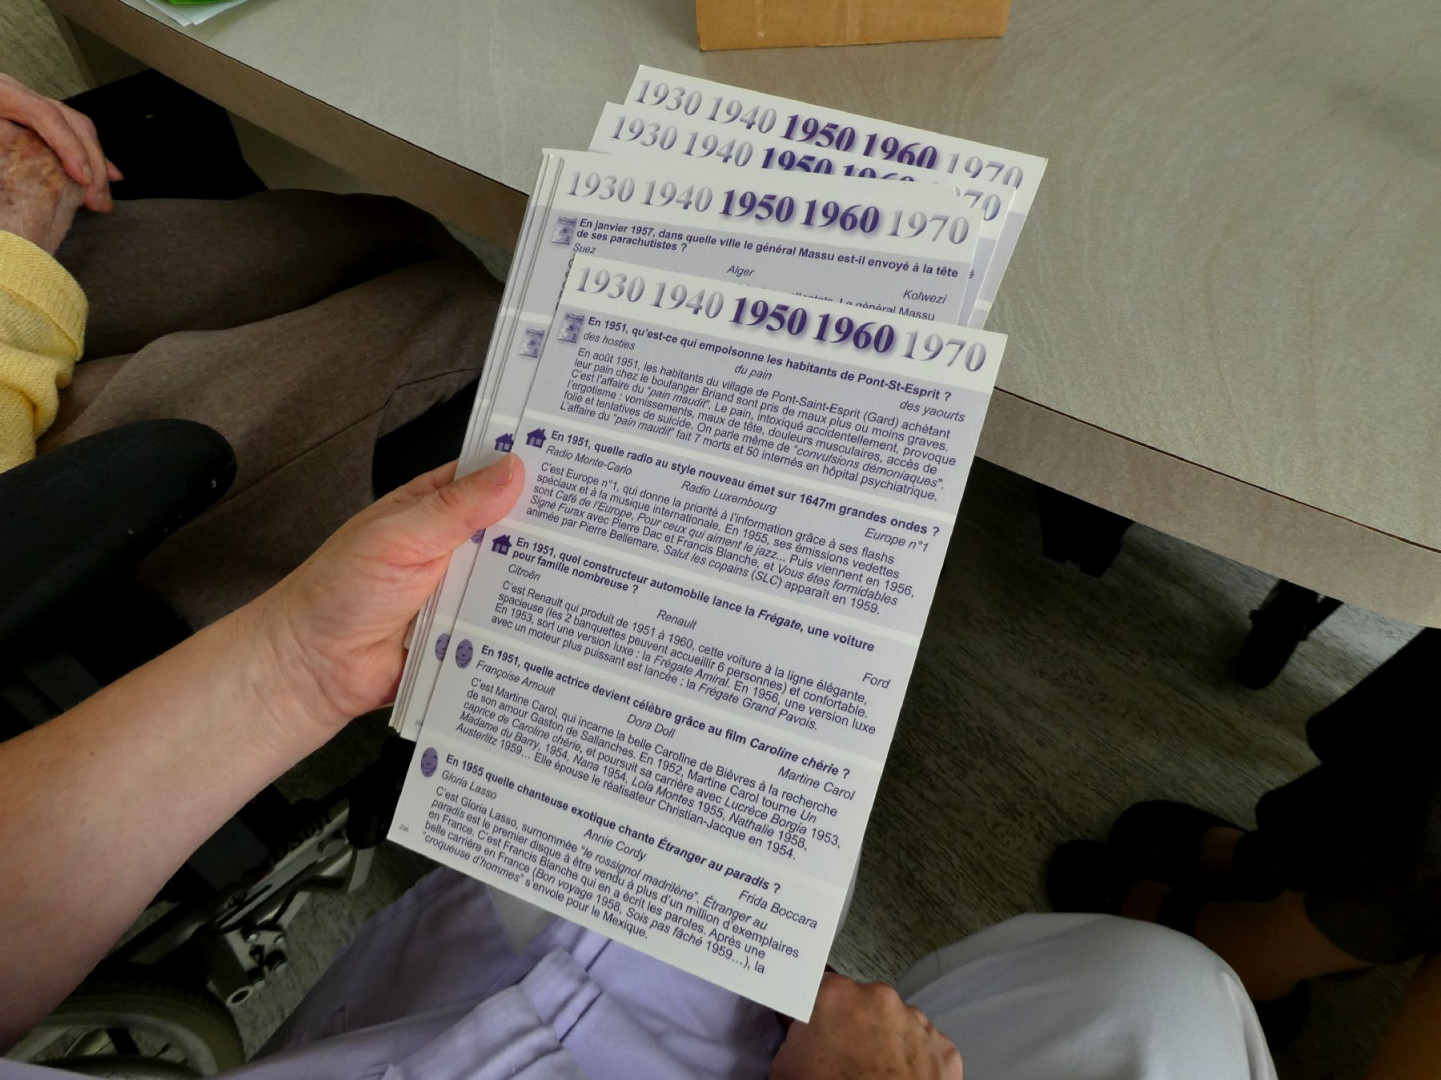 1930 1940 1950 1960 1970
1930 1940 1950 1960 1970
1930 1940 1950 1960 1970
En janvier 1957, dans quelle ville le général Massu est-il envoyé à la tête
de ses parachutistes ?
Suez
Alger
Kolwezi
La général Massu
1930 1940 1950 1960 1970
En 1951, qu'est-ce qui empoisonne les habitants de Pont-St-Esprit ?
des hosties
du pain
des yaourts
En août 1951, les habitants du village de Pont-Saint-Esprit (Gard) achétant
leur pain chez le boulanger Briand sont pris de maux plus ou moins graves.
C'est l'affaire du "pain maudit". Le pain, intoxiqué accidentellement, provoque
l'ergotisme : vomissements, maux de tête, douleurs musculaires, accès de
folie et tentatives de suicide. On parle même de "convulsions démoniaques".
L'affaire du "pain maudit" fait 7 morts et 50 internés en hôpital psychiatrique.
En 1951, quelle radio au style nouveau émet sur 1647m grandes ondes ?
Radio Monte-Carlo
Radio Luxembourg
Europe n°1
C'est Europe n°1, qui donne la priorité à l'information grâce à ses flashs
spéciaux et à la musique internationale. En 1955, ses émissions vedettes
sont Café de l'Europe, Pour ceux qui aiment le jazz... Puis viennent en 1956,
Signé Furax avec Pierre Dac et Francis Blanche, et Vous êtes formidables
animée par Pierre Bellemare. Salut les copains (SLC) apparaît en 1959.
En 1951, quel constructeur automobile lance la Frégate, une voiture
pour famille nombreuse ?
Citroën
Renault
Ford
C'est Renault qui produit de 1951 à 1960, cette voiture à la ligne élégante,
spacieuse (les 2 banquettes peuvent accueillir 6 personnes) et confortable.
En 1953, sort une version luxe : la Frégate Amiral. En 1956, une version luxe
avec un moteur plus puissant est lancée : la Frégate Grand Pavois.
En 1951, quelle actrice devient célèbre grâce au film Caroline chérie ?
Françoise Arnoult
Dora Doll
Martine Carol
C'est Martine Carol, qui incarne la belle Caroline de Bièvres à la recherche
de son amour Gaston de Sallanches. En 1952, Martine Carol tourne Un
caprice de Caroline chérie, et poursuit sa carrière avec Lucrèce Borgia 1953,
Madame du Barry, 1954, Nana 1954, Lola Montes 1955, Nathalie 1958,
Austerlitz 1959... Elle épouse le réalisateur Christian-Jacque en 1954.
En 1955 quelle chanteuse exotique chante Étranger au paradis ?
Gloria Lasso
Annie Cordy
Frida Boccara
C'est Gloria Lasso, surnommée "le rossignol madrilène". Étranger au
paradis est le premier disque à être vendu à plus d'un million d'exemplaires
en France. C'est Francis Blanche qui en a écrit les paroles. Après une
belle carrière en France (Bon voyage 1958, Sois pas fâché 1959...), la
"croqueuse d'hommes" s'envole pour le Mexique.